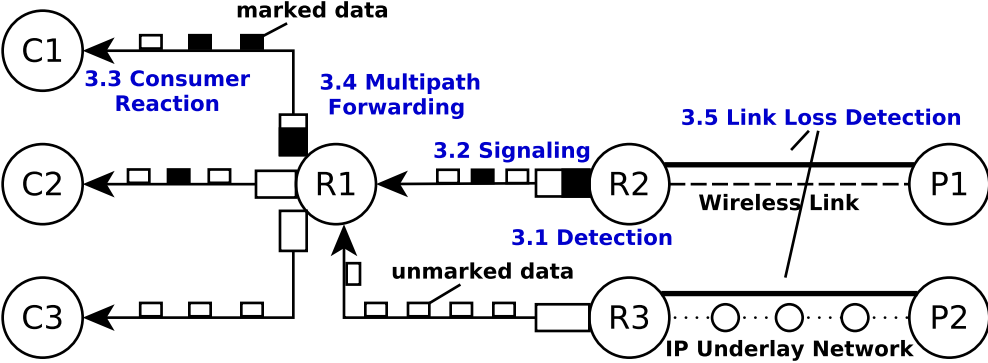 marked data
C1
3.3 Consumer
Reaction
3.4 Multipath
Forwarding
3.5 Link Loss Detection
3.2 Signaling
C2
R1
R2
P1
Wireless Link
3.1 Detection
unmarked data
C3
R3
P2
IP Underlay Network